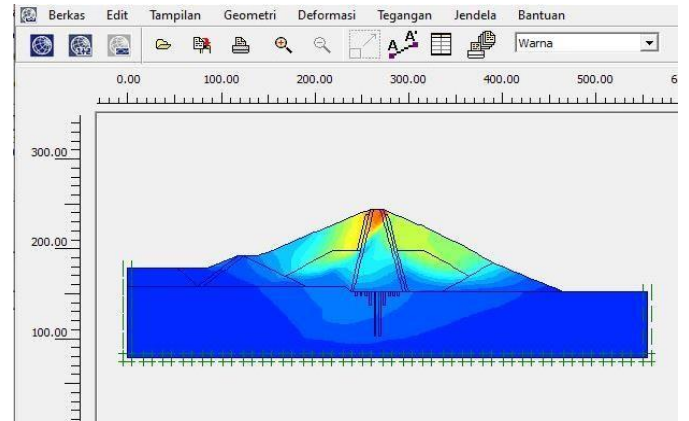 Berkas Edit Tampilan Geometri Deformasi Tegangan Jendela Bantuan
A A' Warna
0.00 100.00 200.00 300.00 400.00 500.00 6
300.00
200.00
100.00